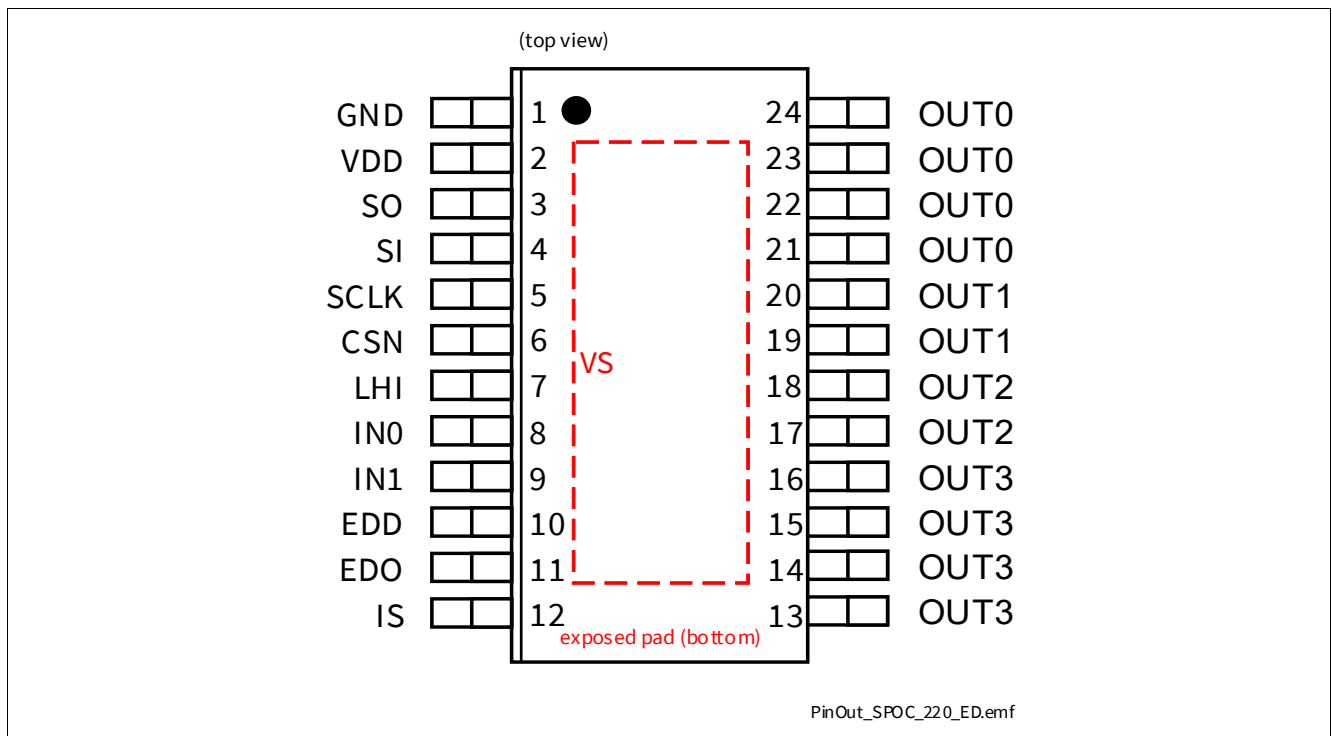 (top view)
GND 1 24 OUT0
VDD 2 23 OUT0
SO 3 22 OUT0
SI 4 21 OUT0
SCLK 5 20 OUT1
CSN 6 19 OUT1
VS
LHI 7 18 OUT2
IN0 8 17 OUT2
IN1 9 16 OUT3
EDD 10 15 OUT3
EDO 11 14 OUT3
IS 12 13 OUT3
exposed pad (bottom)
PinOut_SPOC_220_ED.emf